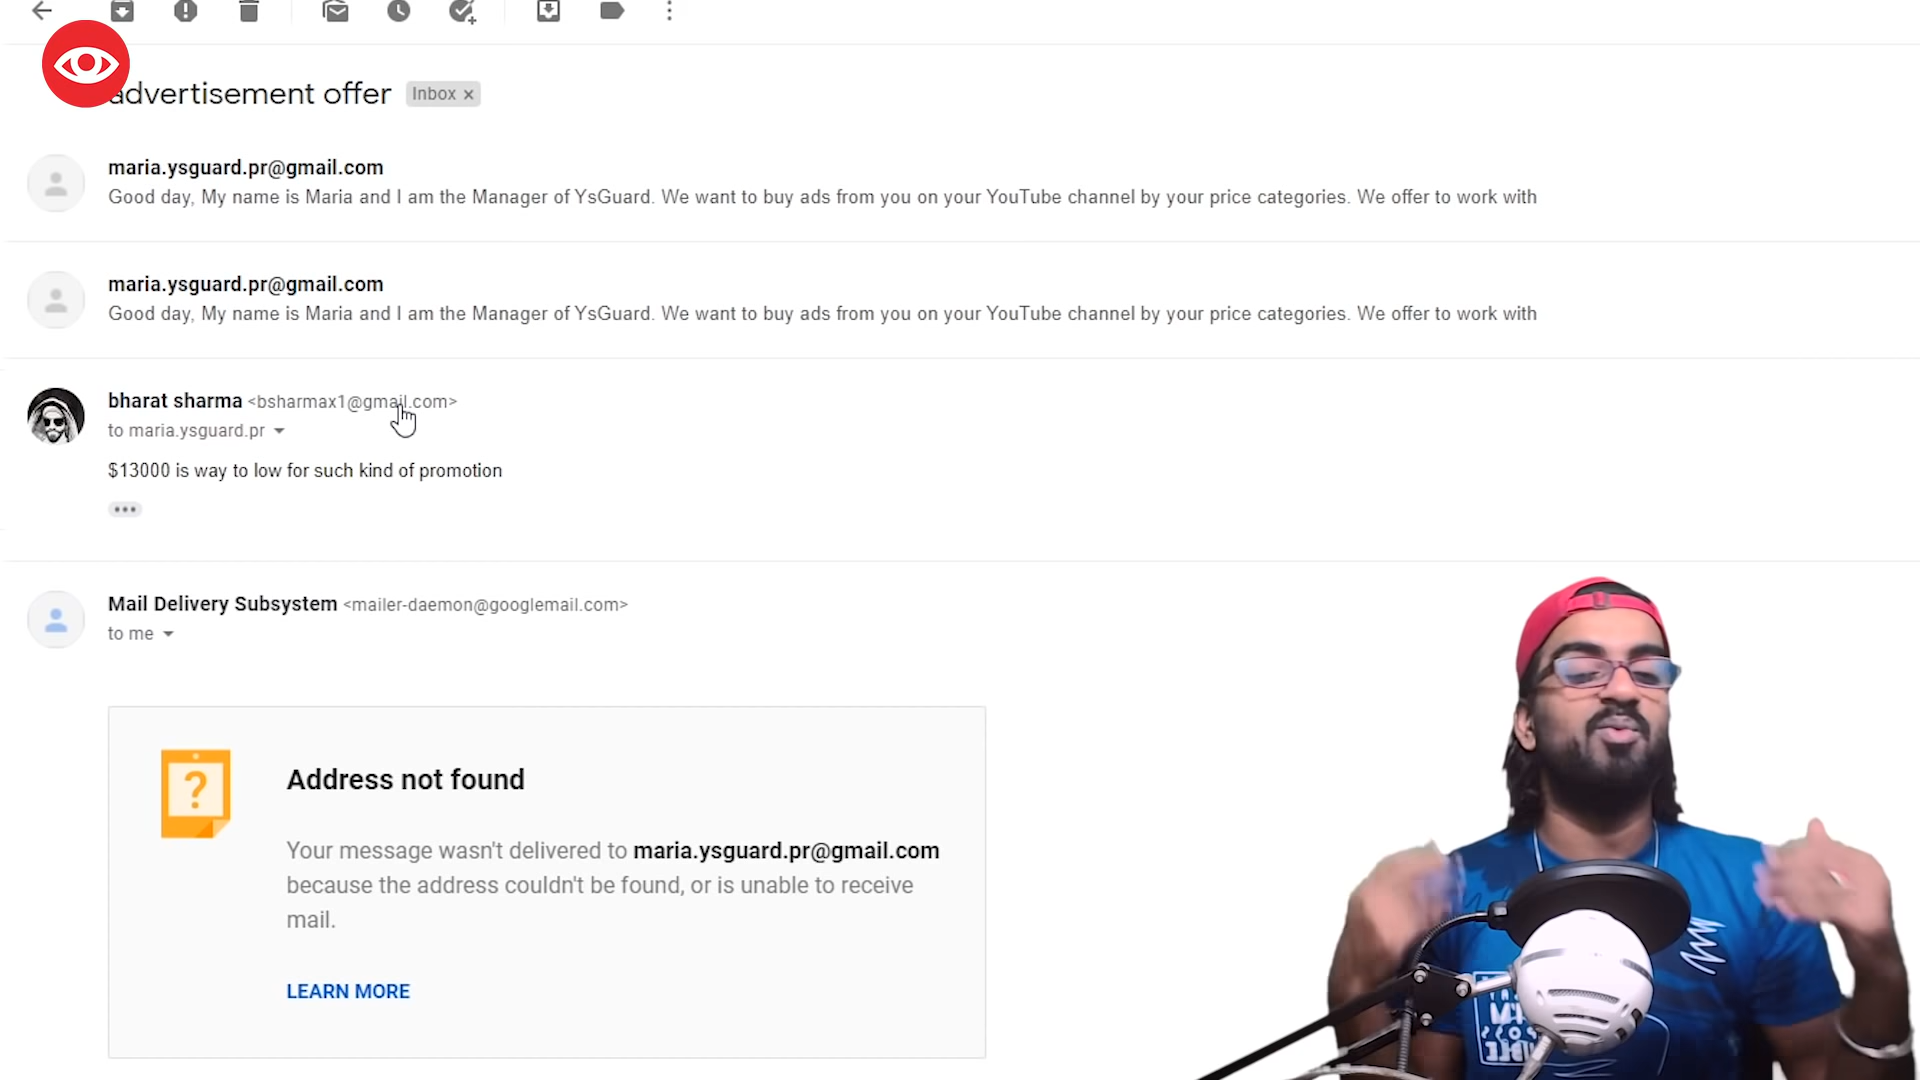 advertisement offer Inbox ×
maria.ysguard.pr@gmail.com
Good day, My name is Maria and I am the Manager of YsGuard. We want to buy ads from you on your YouTube channel by your price categories. We offer to work with
maria.ysguard.pr@gmail.com
Good day, My name is Maria and I am the Manager of YsGuard. We want to buy ads from you on your YouTube channel by your price categories. We offer to work with
bharat sharma <bsharmax1@gmail.com>
to maria.ysguard.pr
$13000 is way to low for such kind of promotion
Mail Delivery Subsystem <mailer-daemon@googlemail.com>
to me
Address not found
Your message wasn't delivered to maria.ysguard.pr@gmail.com
because the address couldn't be found, or is unable to receive
mail.
LEARN MORE